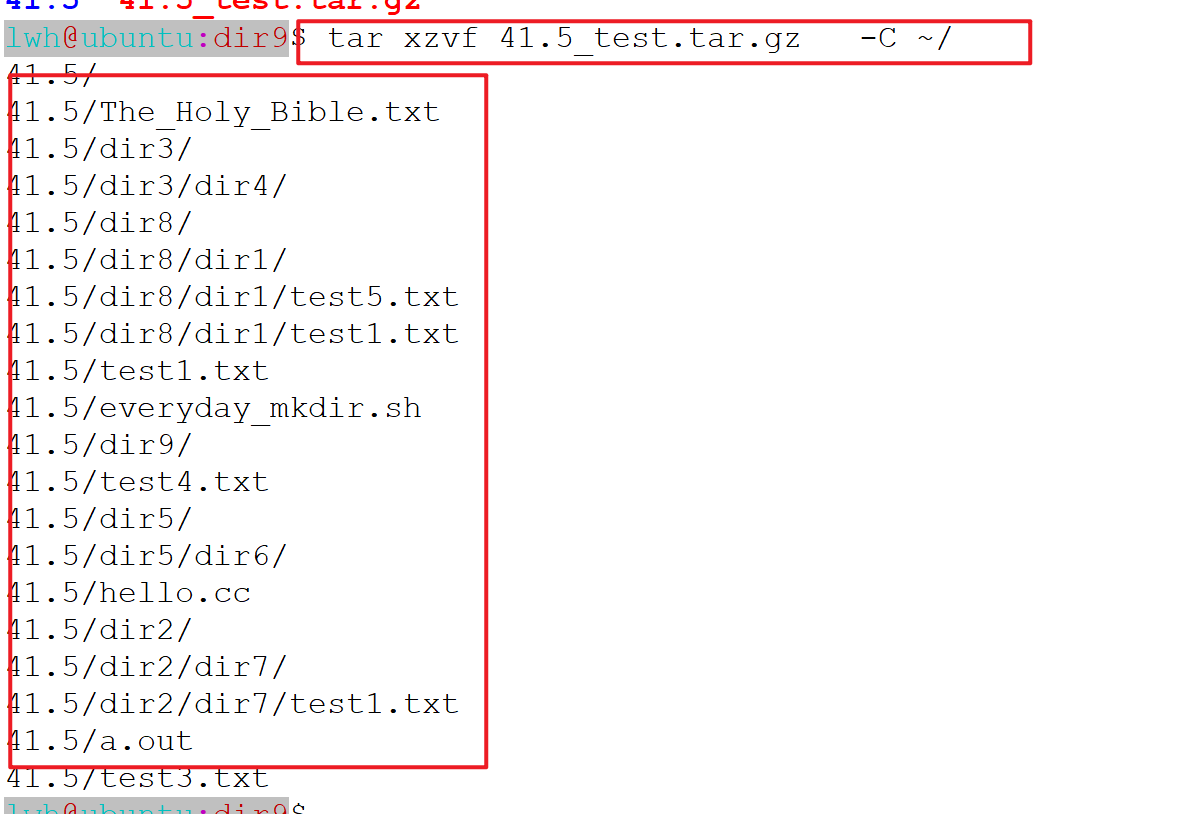 41.5 41.5_test.tar.gz
lwh@ubuntu:dir9$ tar xzvf 41.5_test.tar.gz -C ~/
41.5/
41.5/The_Holy_Bible.txt
41.5/dir3/
41.5/dir3/dir4/
41.5/dir8/
41.5/dir8/dir1/
41.5/dir8/dir1/test5.txt
41.5/dir8/dir1/test1.txt
41.5/test1.txt
41.5/everyday_mkdir.sh
41.5/dir9/
41.5/test4.txt
41.5/dir5/
41.5/dir5/dir6/
41.5/hello.cc
41.5/dir2/
41.5/dir2/dir7/
41.5/dir2/dir7/test1.txt
41.5/a.out
41.5/test3.txt
lwh@ubuntu:dir9$